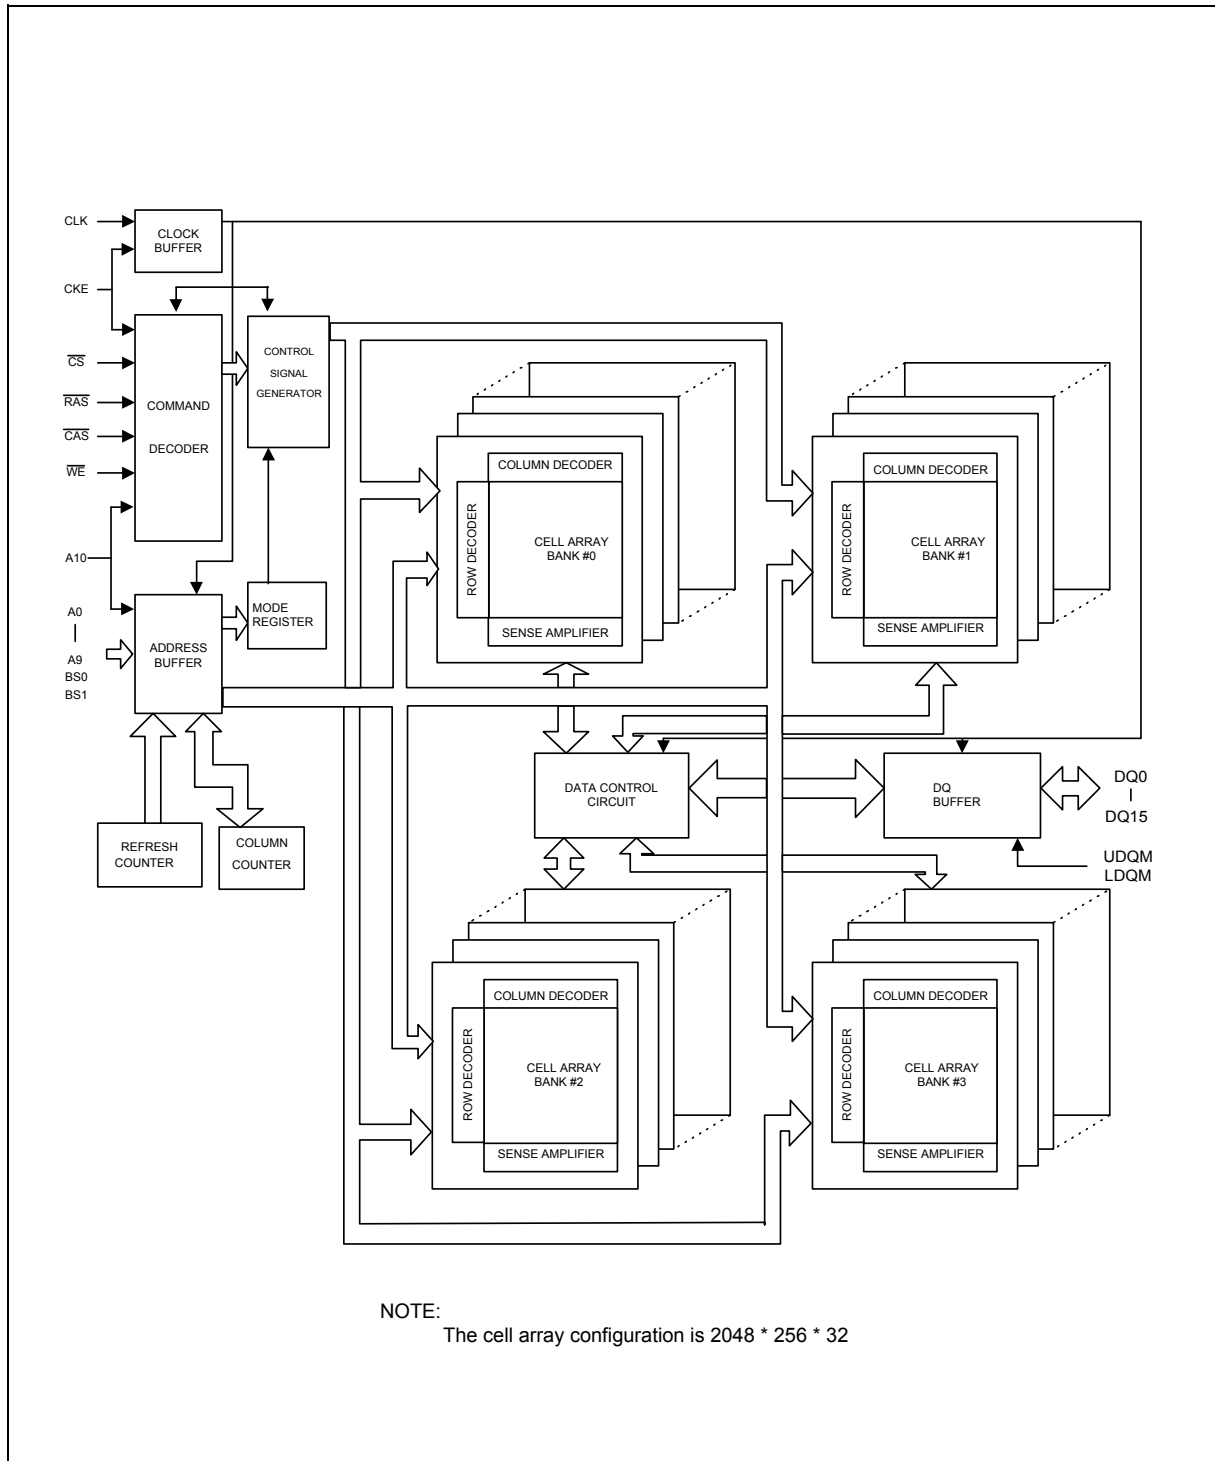 CLK
CLOCK
BUFFER
CKE
CONTROL
SIGNAL
GENERATOR
CS
RAS
COMMAND
CAS
DECODER
WE
A10
COLUMN DECODER
ROW DECODER
CELL ARRAY
BANK #0
SENSE AMPLIFIER
COLUMN DECODER
ROW DECODER
CELL ARRAY
BANK #1
SENSE AMPLIFIER
A0
A9
BS0
BS1
ADDRESS
BUFFER
MODE
REGISTER
DATA CONTROL
CIRCUIT
DQ
BUFFER
DQ0
DQ15
UDQM
LDQM
REFRESH
COUNTER
COLUMN
COUNTER
COLUMN DECODER
ROW DECODER
CELL ARRAY
BANK #2
SENSE AMPLIFIER
COLUMN DECODER
ROW DECODER
CELL ARRAY
BANK #3
SENSE AMPLIFIER
NOTE:
The cell array configuration is 2048 * 256 * 32